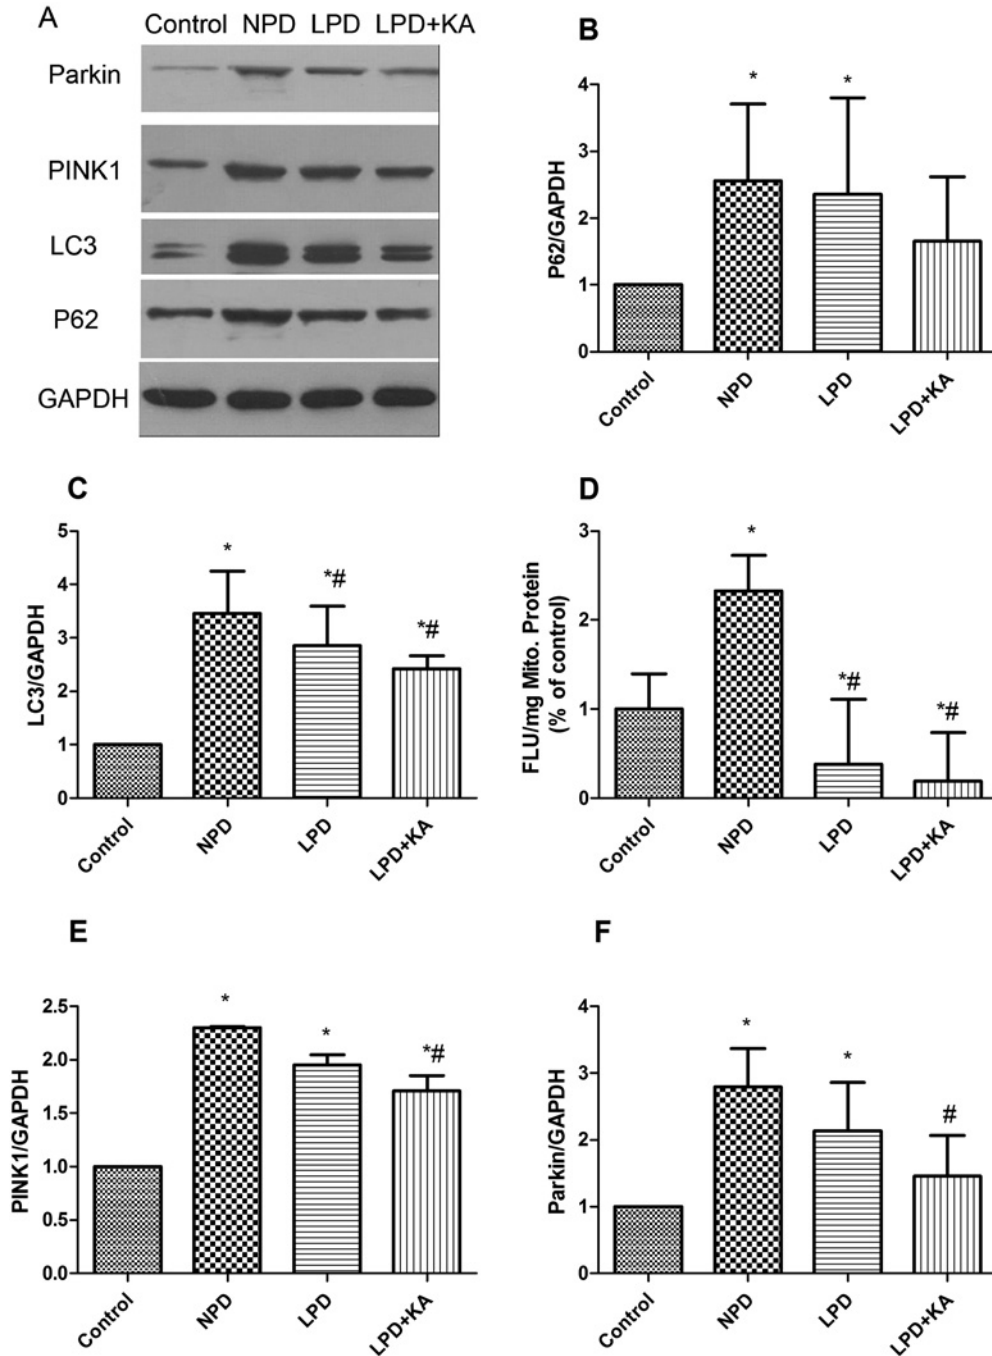 A
Control NPD LPD LPD+KA
Parkin
PINK1
LC3
P62
GAPDH
B
P62/GAPDH
4
3
2
1
0
*
*
Control
NPD
LPD
LPD+KA
C
LC3/GAPDH
5
4
3
2
1
0
*
*#
*#
Control
NPD
LPD
LPD+KA
D
FLU/mg Mito. Protein
(% of control)
3
2
1
0
*
*#
*#
Control
NPD
LPD
LPD+KA
E
PINK1/GAPDH
2.5
2.0
1.5
1.0
0.5
0.0
*
*
*#
Control
NPD
LPD
LPD+KA
F
Parkin/GAPDH
4
3
2
1
0
*
*
#
Control
NPD
LPD
LPD+KA